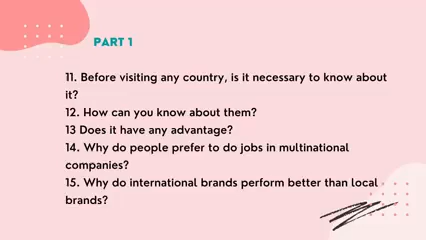 PART 1
11. Before visiting any country, is it necessary to know about
it?
12. How can you know about them?
13 Does it have any advantage?
14. Why do people prefer to do jobs in multinational
companies?
15. Why do international brands perform better than local
brands?